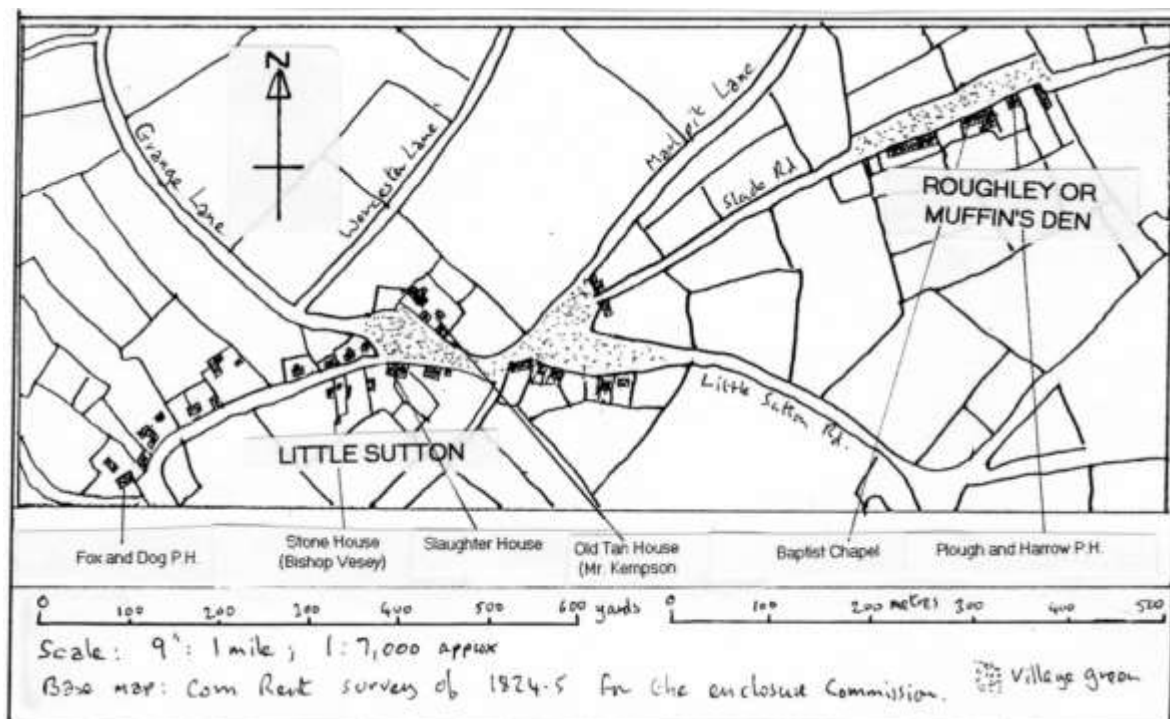 N
Grange Lane
Worcester Lane
Marlpit Lane
Slade Rd
ROUGHLEY OR
MUFFIN'S DEN
LITTLE SUTTON
Little Sutton Rd.
Fox and Dog P.H.
Stone House
(Bishop Vesey)
Slaughter House
Old Tan House
(Mr. Kempson
Baptist Chapel
Plough and Harrow P.H.
0 100 200 300 400 500 600 yards
0 100 200 metres 300 400 500
Scale: 9": 1 mile; 1:7,000 approx
Base map: Corn Rent survey of 1824-5 for the enclosure Commission.
Village green